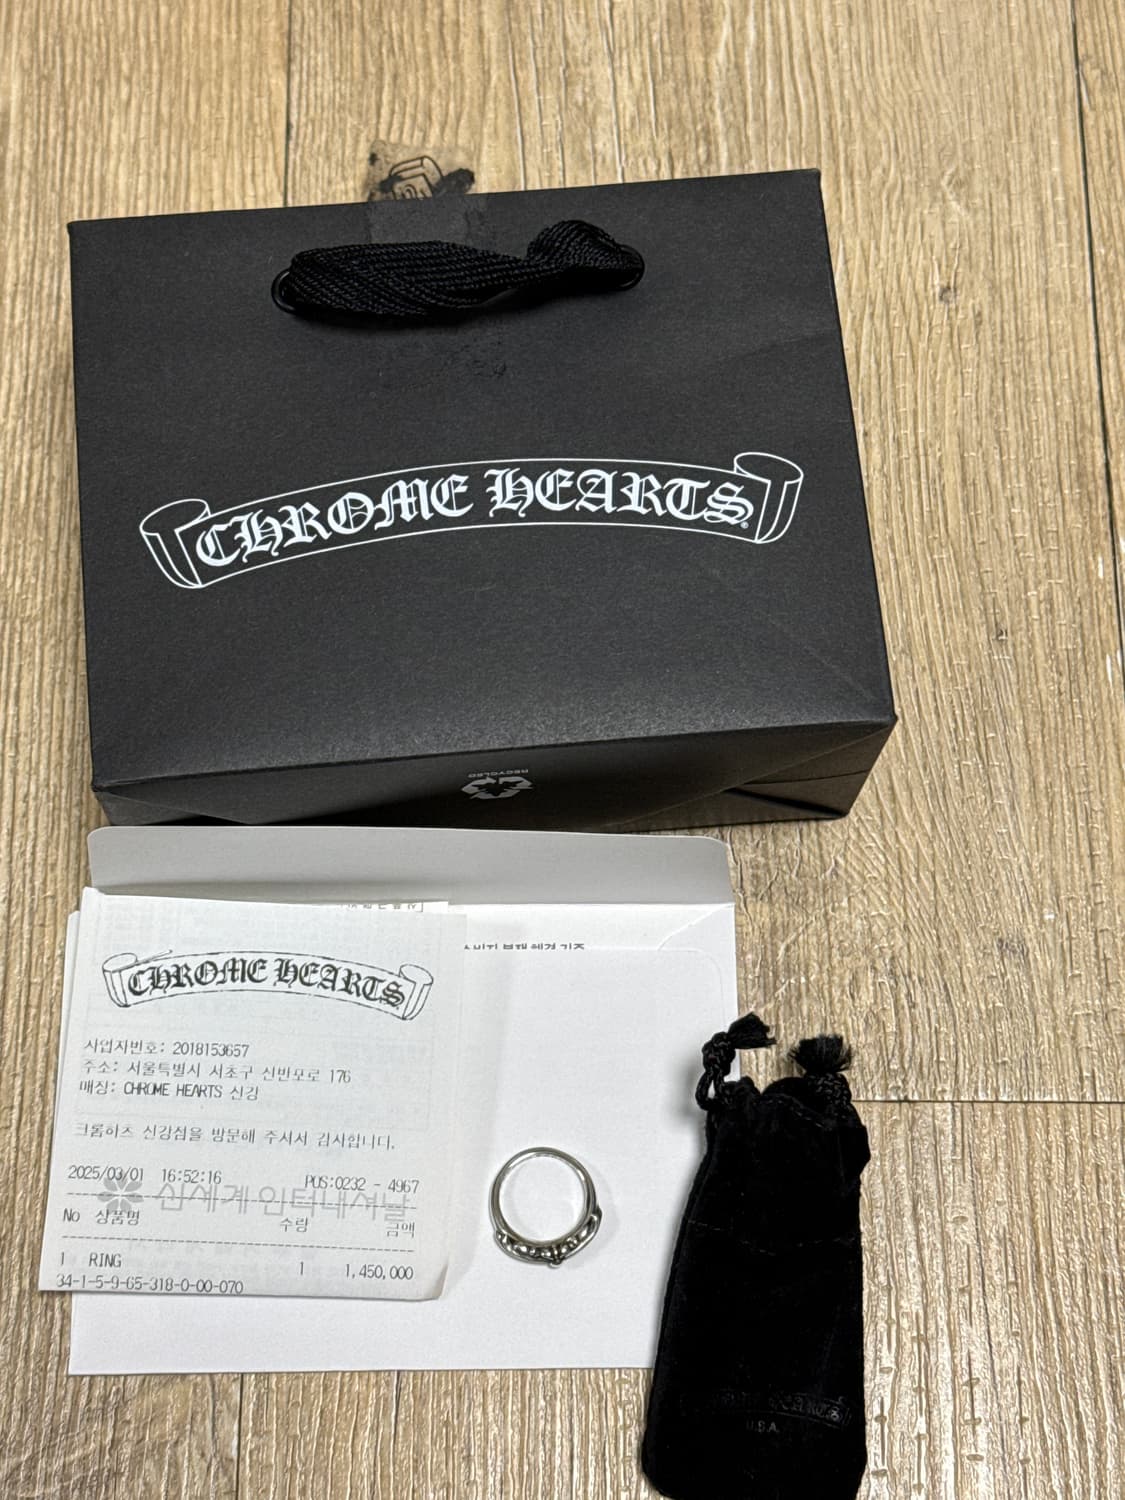 CHROME HEARTS
RECYCLED
CHROME HEARTS
사업자번호: 2018153657
주소: 서울특별시 서초구 신반포로 176
매장: CHROME HEARTS 신강
크롬하츠 신강점을 방문해 주셔서 감사합니다.
2025/03/01 16:52:16 POS:0232 - 4967
신세계인터내셔날
No 상품명 수량 금액
1 RING 1 1,450,000
34-1-5-9-65-318-0-00-070
CHROME HEARTS
U.S.A.